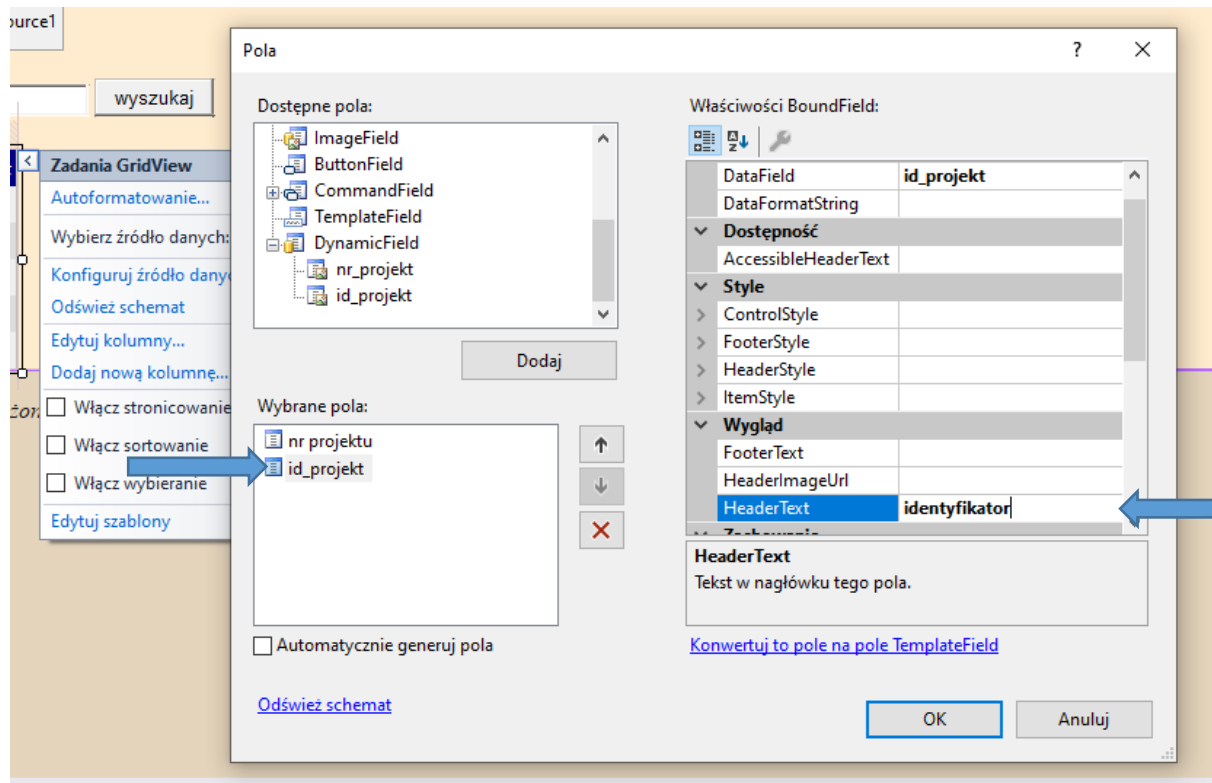 ource1
wyszukaj
Zadania GridView
Autoformatowanie...
Wybierz źródło danych:
Konfiguruj źródło dany
Odśwież schemat
Edytuj kolumny...
Dodaj nową kolumnę...
Włącz stronicowanie
Włącz sortowanie
Włącz wybieranie
Edytuj szablony
Pola
?
Dostępne pola:
ImageField
ButtonField
CommandField
TemplateField
DynamicField
nr_projekt
id_projekt
Dodaj
Wybrane pola:
nr projektu
id_projekt
Automatycznie generuj pola
Odśwież schemat
Właściwości BoundField:
DataField id_projekt
DataFormatString
Dostępność
AccessibleHeaderText
Style
ControlStyle
FooterStyle
HeaderStyle
ItemStyle
Wygląd
FooterText
HeaderImageUrl
HeaderText identyfikator
Zachowanie
HeaderText
Tekst w nagłówku tego pola.
Konwertuj to pole na pole TemplateField
OK Anuluj